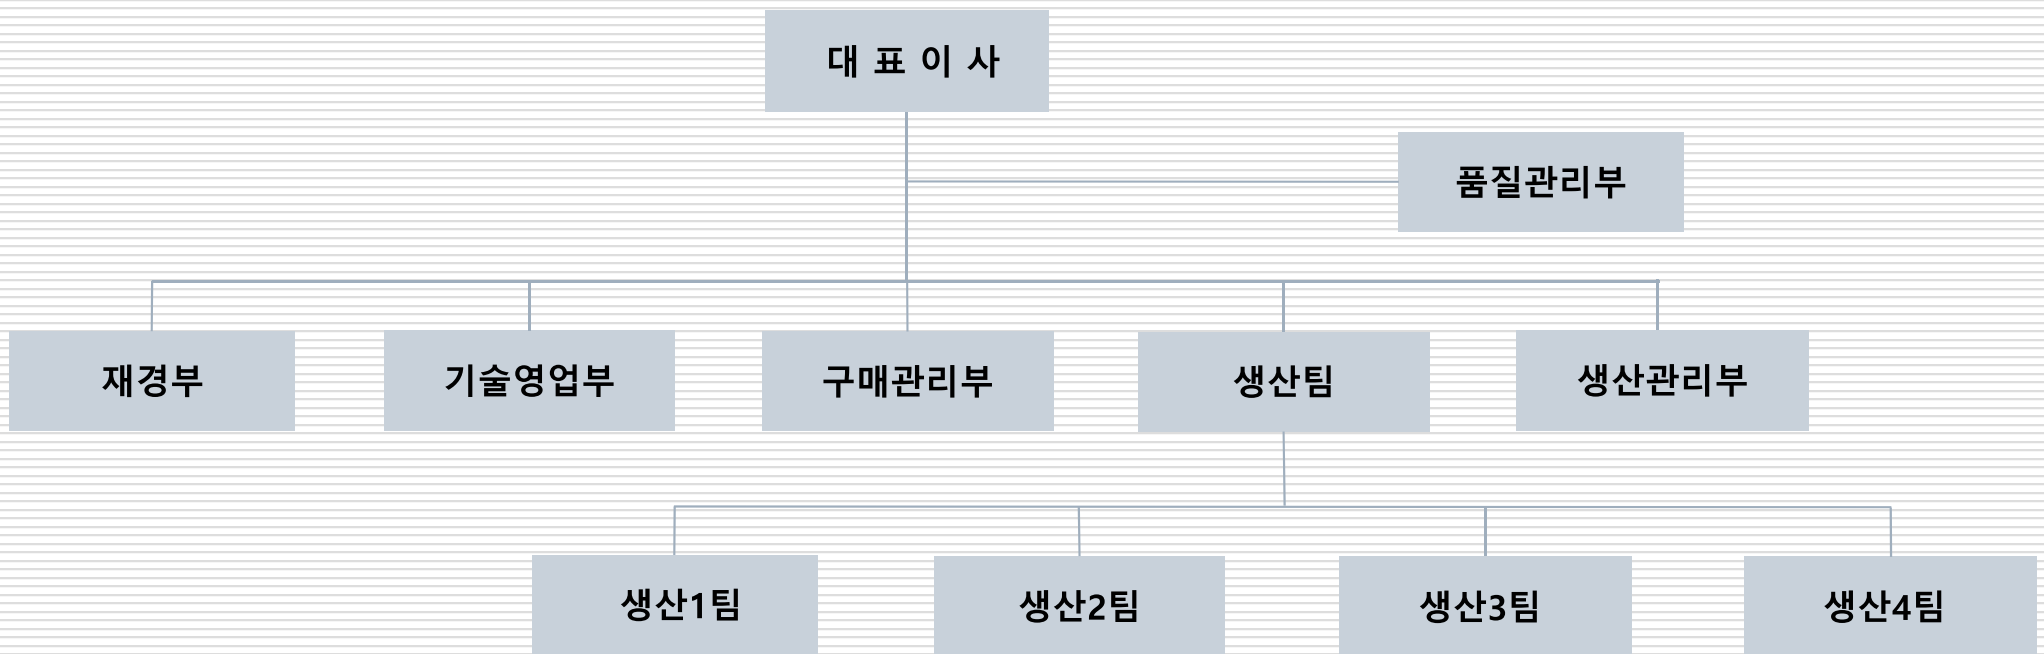 대 표 이 사
품질관리부
재경부
기술영업부
구매관리부
생산팀
생산관리부
생산1팀
생산2팀
생산3팀
생산4팀